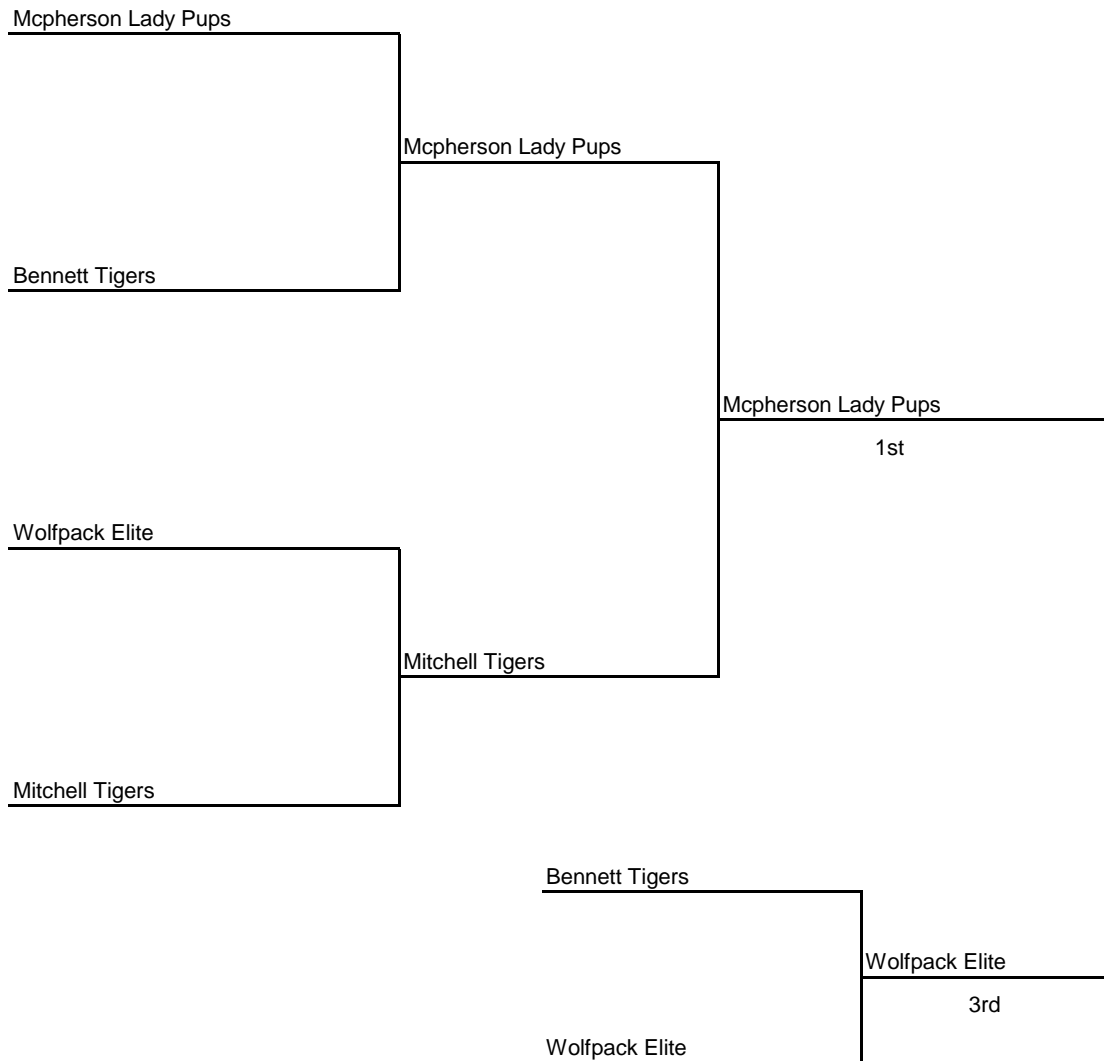 Mcpherson Lady Pups
Mcpherson Lady Pups
Bennett Tigers
Mcpherson Lady Pups
1st
Wolfpack Elite
Mitchell Tigers
Mitchell Tigers
Bennett Tigers
Wolfpack Elite
3rd
Wolfpack Elite